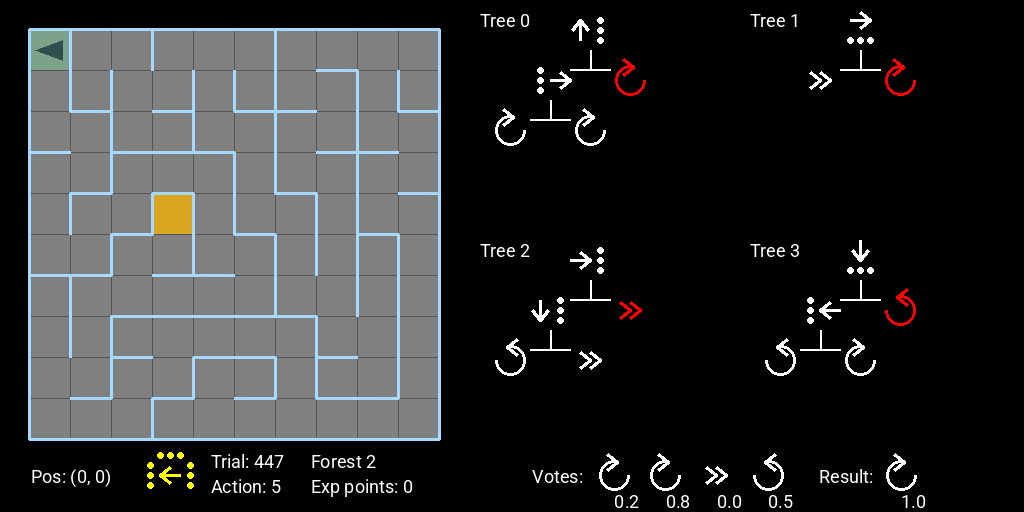 Tree 0
Tree 1
Tree 2
Tree 3
Pos: (0, 0)
Trial: 447
Action: 5
Forest 2
Exp points: 0
Votes:
0.2
0.8
0.0
0.5
Result:
1.0